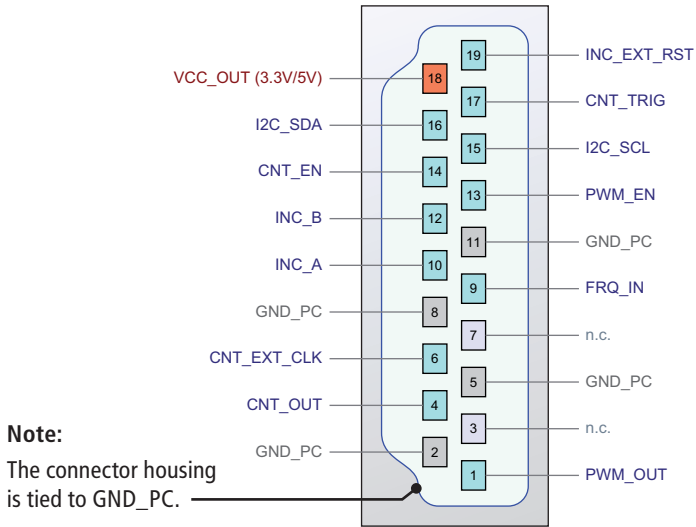 19 INC_EXT_RST
VCC_OUT (3.3V/5V) 18
17 CNT_TRIG
I2C_SDA 16
15 I2C_SCL
CNT_EN 14
13 PWM_EN
INC_B 12
11 GND_PC
INC_A 10
9 FRQ_IN
GND_PC 8
7 n.c.
CNT_EXT_CLK 6
5 GND_PC
CNT_OUT 4
3 n.c.
GND_PC 2
1 PWM_OUT
Note:
The connector housing
is tied to GND_PC.